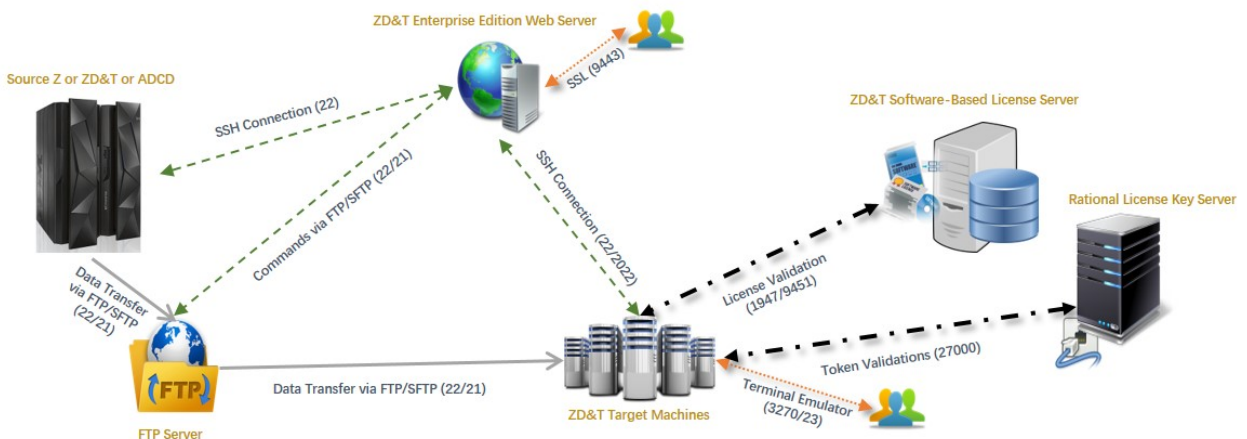 ZD&T Enterprise Edition Web Server
Source Z or ZD&T or ADCD
SSH Connection (22)
SSL (9443)
ZD&T Software-Based License Server
Commands via FTP/SFTP (22/21)
SSH Connection (22/2022)
Rational License Key Server
Data Transfer
via FTP/SFTP
(22/21)
License Validation
(1947/9451)
FTP
Data Transfer via FTP/SFTP (22/21)
Token Validations (27000)
Terminal Emulator
(3270/23)
ZD&T Target Machines
FTP Server